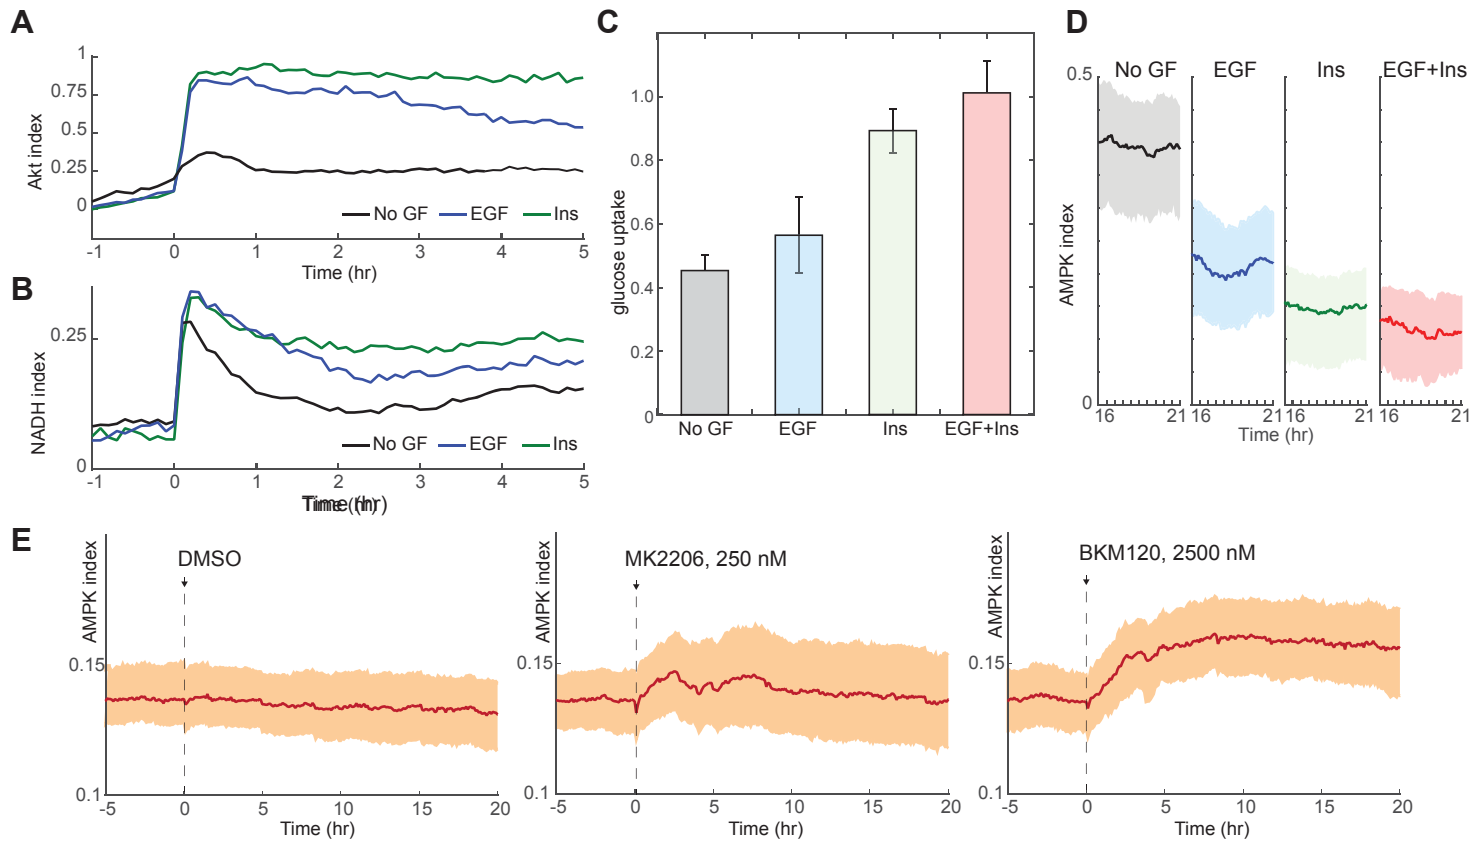 A
1
0.75
0.5
0.25
0
Akt index
No GF EGF Ins
-1 0 1 2 3 4 5
Time (hr)
B
0.25
0
NADH index
No GF EGF Ins
-1 0 1 2 3 4 5
Time (hr)
C
1.0
0.8
0.6
0.4
0.2
0
glucose uptake
No GF EGF Ins EGF+Ins
D
No GF EGF Ins EGF+Ins
0.5
0
AMPK index
16 21 16 21 16 21 16 21
Time (hr)
E
AMPK index
DMSO
0.15
0.1
-5 0 5 10 15 20
Time (hr)
AMPK index
MK2206, 250 nM
0.15
0.1
-5 0 5 10 15 20
Time (hr)
AMPK index
BKM120, 2500 nM
0.15
0.1
-5 0 5 10 15 20
Time (hr)